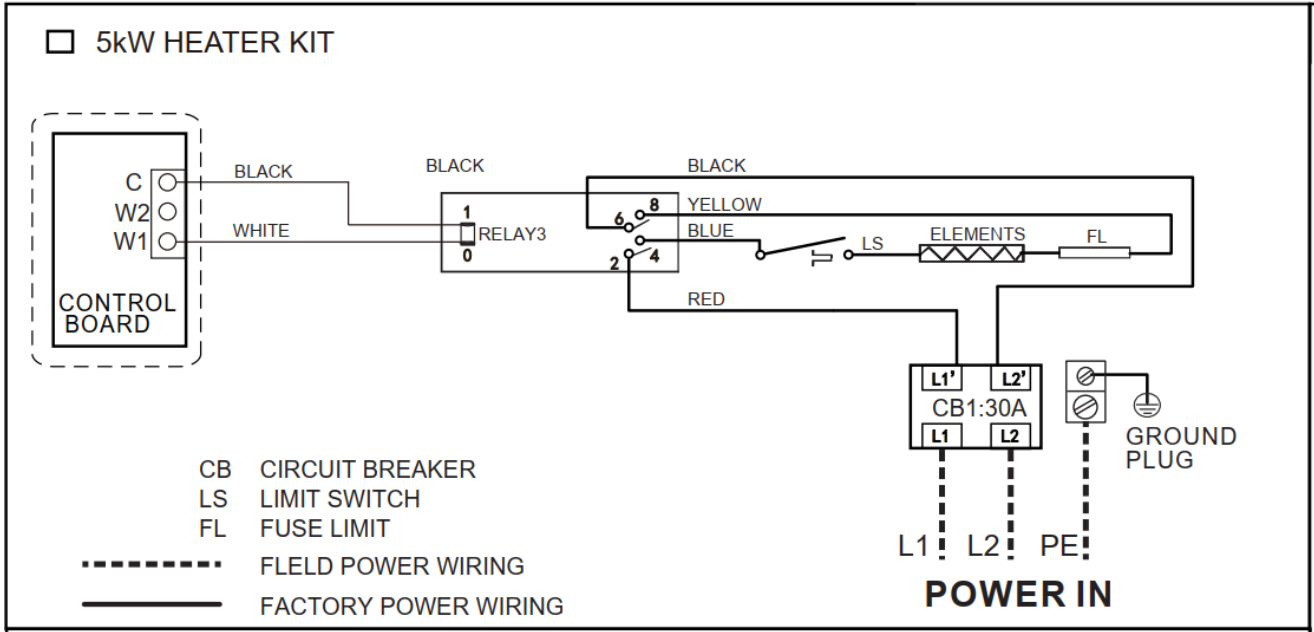 5kW HEATER KIT
C
W2
W1
CONTROL
BOARD
BLACK
WHITE
BLACK
1
0
RELAY3
6
8
2
4
BLACK
YELLOW
BLUE
LS
ELEMENTS
FL
RED
L1' L2'
CB1:30A
L1 L2
GROUND
PLUG
CB CIRCUIT BREAKER
LS LIMIT SWITCH
FL FUSE LIMIT
FLELD POWER WIRING
FACTORY POWER WIRING
L1 L2 PE
POWER IN